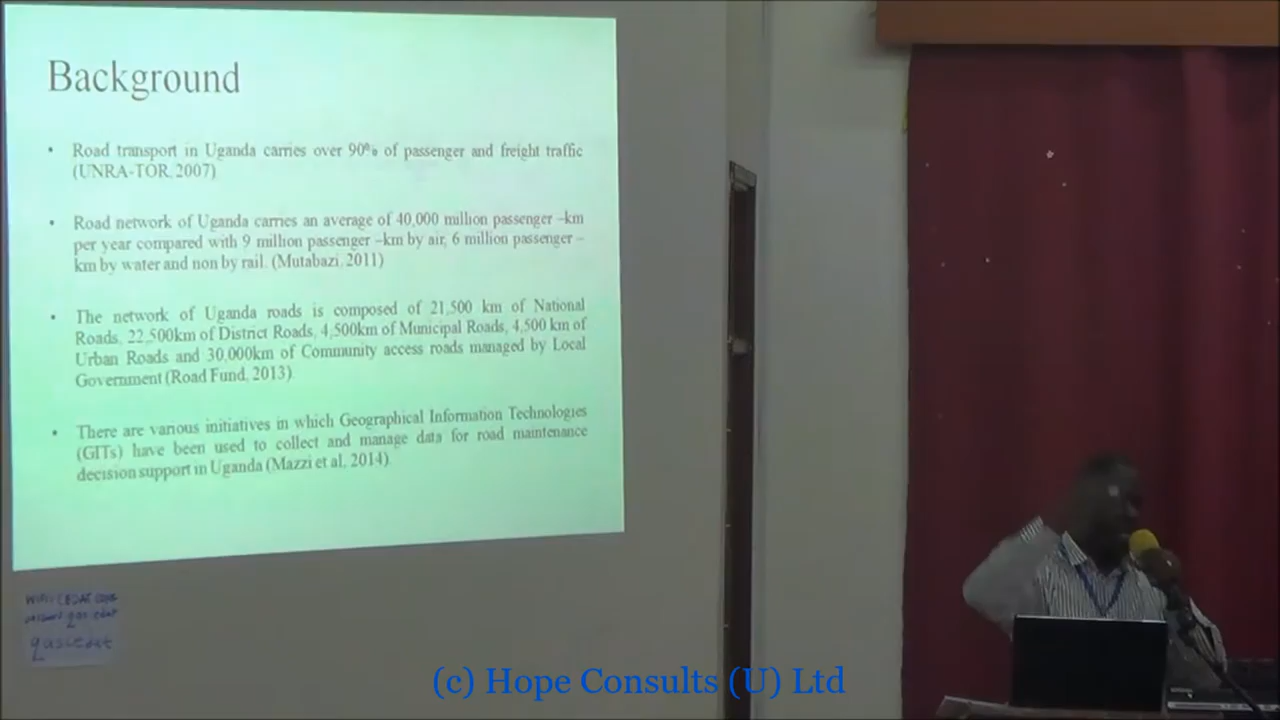 Background
• Road transport in Uganda carries over 90% of passenger and freight traffic
(UNRA-TOR, 2007)
• Road network of Uganda carries an average of 40,000 million passenger –km
per year compared with 9 million passenger –km by air, 6 million passenger –
km by water and non by rail. (Mutabazi, 2011)
• The network of Uganda roads is composed of 21,500 km of National
Roads, 22,500km of District Roads, 4,500km of Municipal Roads, 4,500 km of
Urban Roads and 30,000km of Community access roads managed by Local
Government (Road Fund, 2013)
• There are various initiatives in which Geographical Information Technologies
(GITs) have been used to collect and manage data for road maintenance
decision support in Uganda (Mazzi et al, 2014)
(c) Hope Consults (U) Ltd